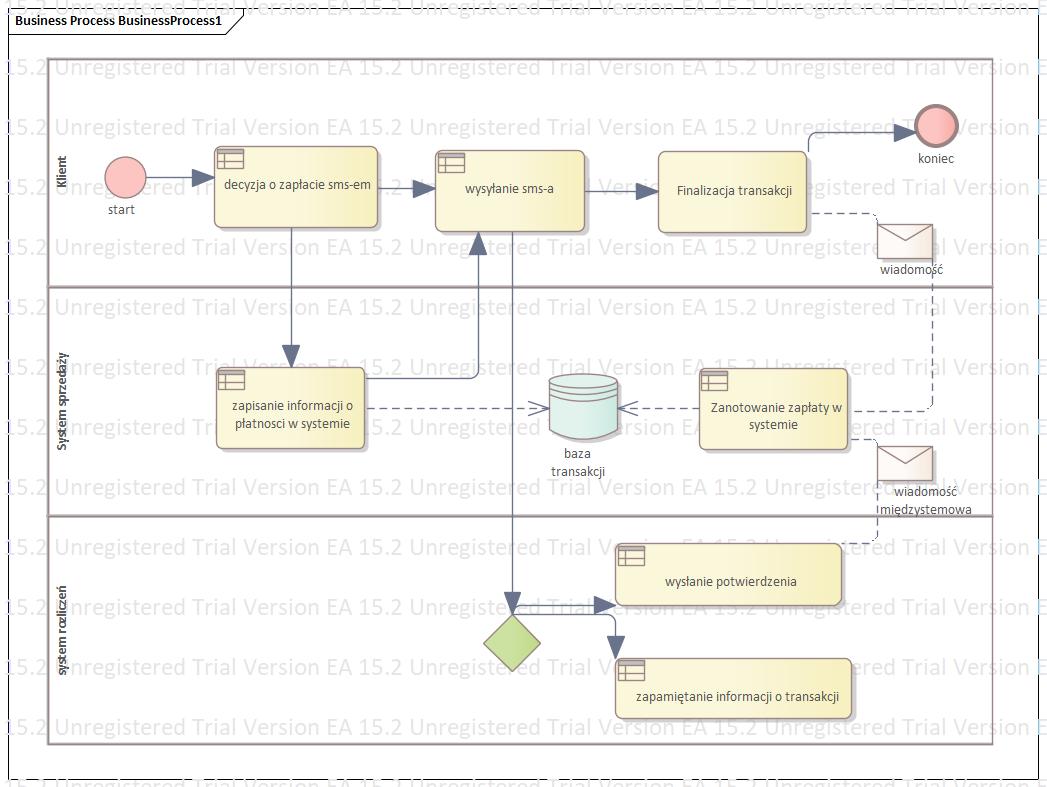 Business Process BusinessProcess1
15.2 Unregistered Trial Version EA 15.2 Unregistered Trial Version EA 15.2 Unregistered Trial Version E
Klient
start
decyzja o zapłacie sms-em
wysyłanie sms-a
Finalizacja transakcji
koniec
wiadomość
System sprzedaży
zapisanie informacji o
płatnosci w systemie
baza
transakcji
Zanotowanie zapłaty w
systemie
wiadomość
międzystemowa
system rozliczeń
wysłanie potwierdzenia
zapamiętanie informacji o transakcji